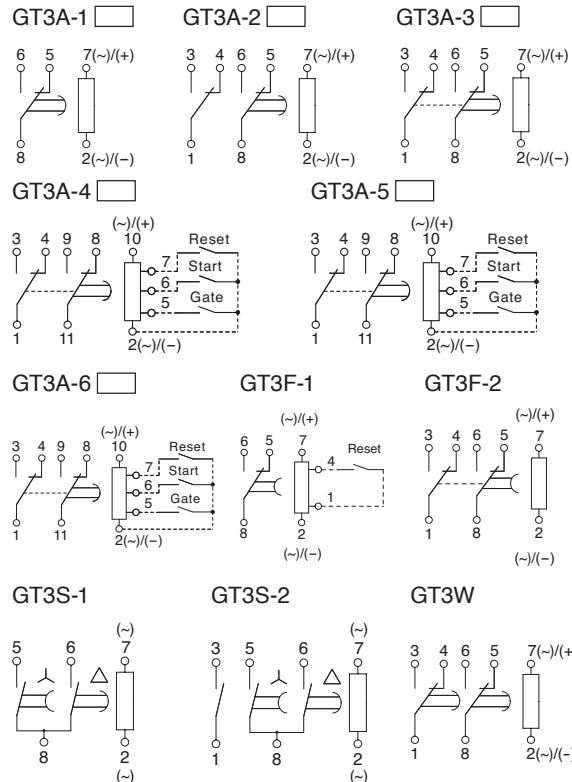 GT3A-1 GT3A-2 GT3A-3
6 5 7(~)/(+) 3 4 6 5 7(~)/(+) 3 4 6 5 7(~)/(+)
8 2(~)/(−) 1 8 2(~)/(−) 1 8 2(~)/(−)
GT3A-4 GT3A-5
(~)/(+) (~)/(+)
3 4 9 8 10 Reset 3 4 9 8 10 Reset
7 Start 7 Start
6 Gate 6 Gate
5 5
1 11 2(~)/(−) 1 11 2(~)/(−)
GT3A-6 GT3F-1 GT3F-2
(~)/(+) (~)/(+) (~)/(+)
3 4 9 8 10 Reset 6 5 7 Reset 3 4 6 5 7
7 Start 4
6 Gate
5 1
1 11 2(~)/(−) 8 2 1 8 2
(~)/(−) (~)/(−)
GT3S-1 GT3S-2 GT3W
(~) (~)
5 6 7 3 5 6 7 3 4 6 5 7(~)/(+
8 2 1 8 2 1 8 2(~)/(−)
(~) (~)